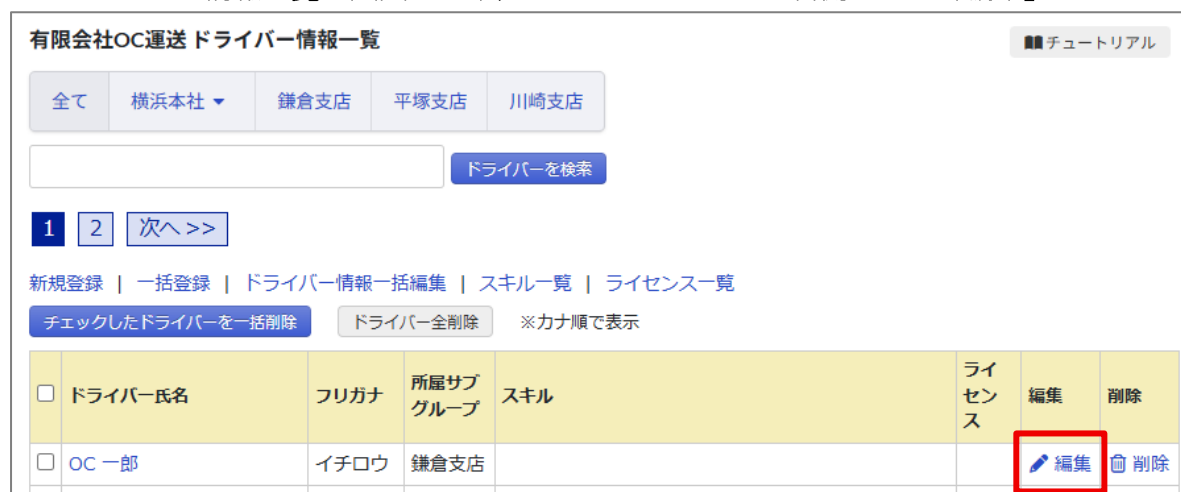 有限会社OC運送 ドライバー情報一覧
チュートリアル
全て 横浜本社 鎌倉支店 平塚支店 川崎支店
ドライバーを検索
1 2 次へ >>
新規登録 | 一括登録 | ドライバー情報一括編集 | スキル一覧 | ライセンス一覧
チェックしたドライバーを一括削除 ドライバー全削除 ※カナ順で表示
ドライバー氏名 フリガナ 所属サブグループ スキル ライセンス 編集 削除
OC 一郎 イチロウ 鎌倉支店 編集 削除